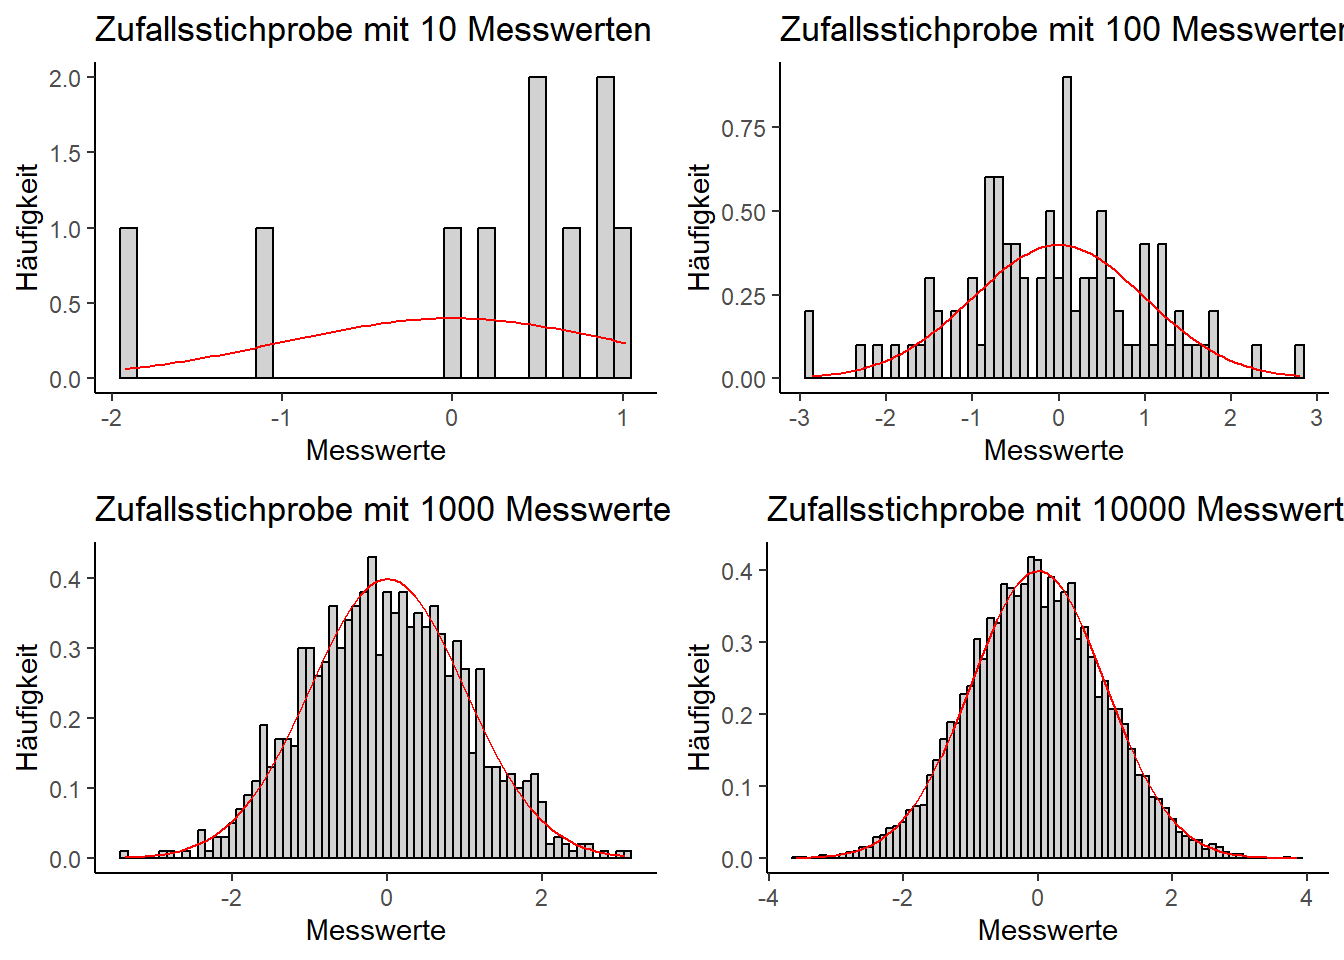 Zufallsstichprobe mit 10 Messwerten
2.0
1.5
1.0
0.5
0.0
Häufigkeit
-2 -1 0 1
Messwerte
Zufallsstichprobe mit 100 Messwerten
0.75
0.50
0.25
0.00
Häufigkeit
-3 -2 -1 0 1 2 3
Messwerte
Zufallsstichprobe mit 1000 Messwerte
0.4
0.3
0.2
0.1
0.0
Häufigkeit
-2 0 2
Messwerte
Zufallsstichprobe mit 10000 Messwert
0.4
0.3
0.2
0.1
0.0
Häufigkeit
-4 -2 0 2 4
Messwerte